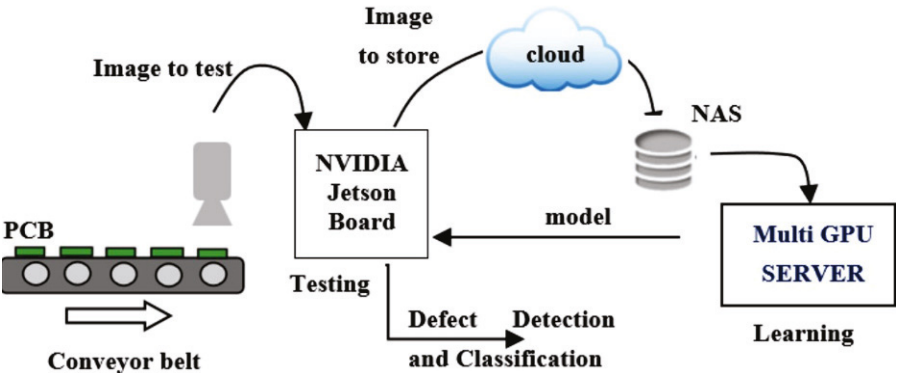 Image
to store
cloud
Image to test
NAS
NVIDIA
Jetson
Board
PCB
model
Multi GPU
SERVER
Testing
Defect Detection
and Classification
Learning
Conveyor belt